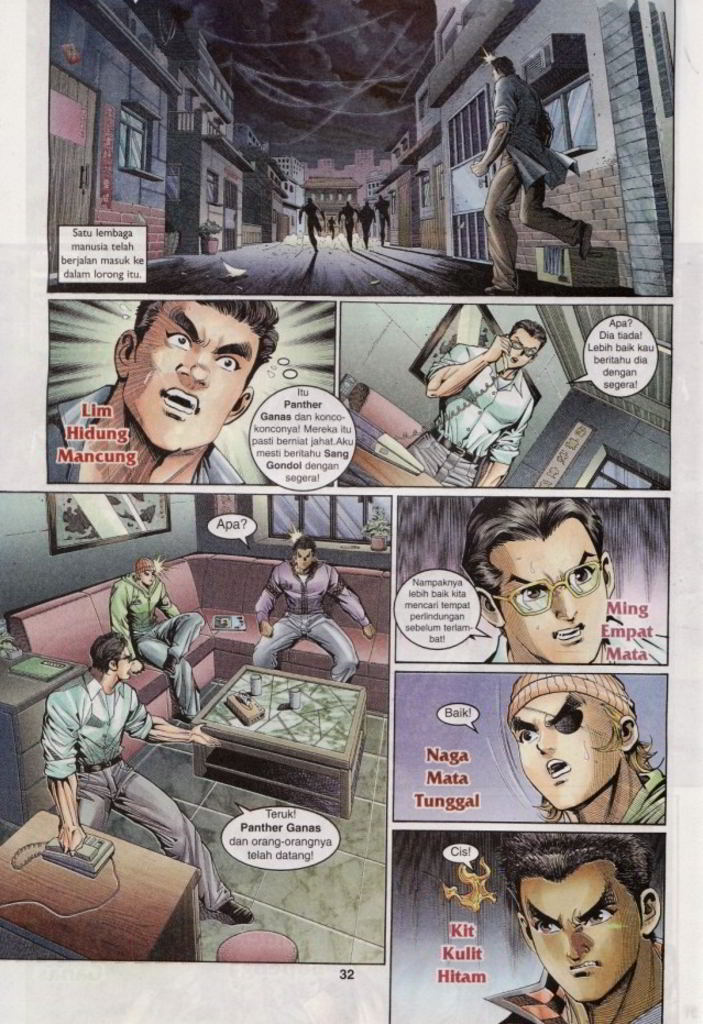 Satu lembaga
manusia telah
berjalan masuk ke
dalam lorong itu.
Lim
Hidung
Mancung
Itu
Panther
Ganas dan konco-
konconya! Mereka itu
pasti berniat jahat.Aku
mesti beritahu Sang
Gondol dengan
segera!
Apa?
Dia tiada!
Lebih baik kau
beritahu dia
dengan
segera!
Apa?
Teruk!
Panther Ganas
dan orang-orangnya
telah datang!
Nampaknya
lebih baik kita
mencari tempat
perlindungan
sebelum terlam-
bat!
Ming
Empat
Mata
Baik!
Naga
Mata
Tunggal
Cis!
Kit
Kulit
Hitam
32